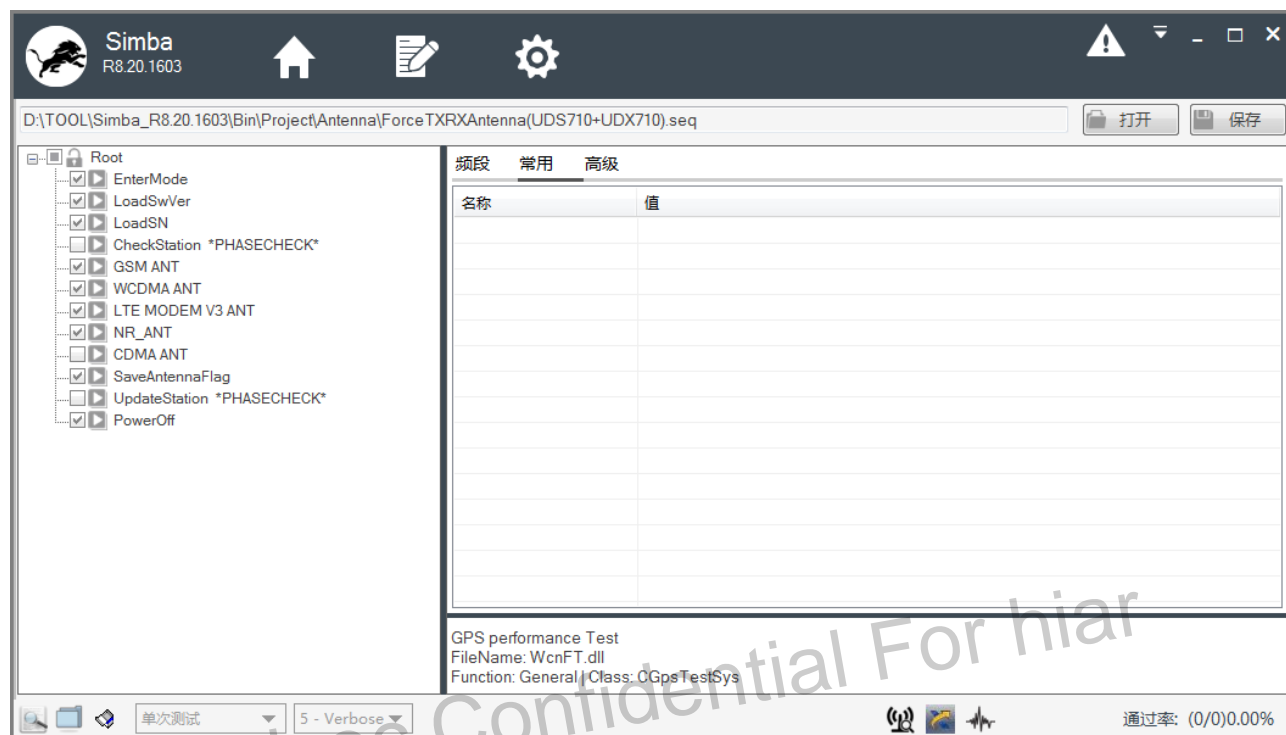 Simba
R8.20.1603
D:\TOOL\Simba_R8.20.1603\Bin\Project\Antenna\ForceTXRXAntenna(UDS710+UDX710).seq
打开
保存
Root
EnterMode
LoadSwVer
LoadSN
CheckStation *PHASECHECK*
GSM ANT
WCDMA ANT
LTE MODEM V3 ANT
NR_ANT
CDMA ANT
SaveAntennaFlag
UpdateStation *PHASECHECK*
PowerOff
频段 常用 高级
名称 值
GPS performance Test
FileName: WcnFT.dll
Function: General | Class: CGpsTestSys
Confidential For hiar
单次测试 5 - Verbose 通过率: (0/0)0.00%